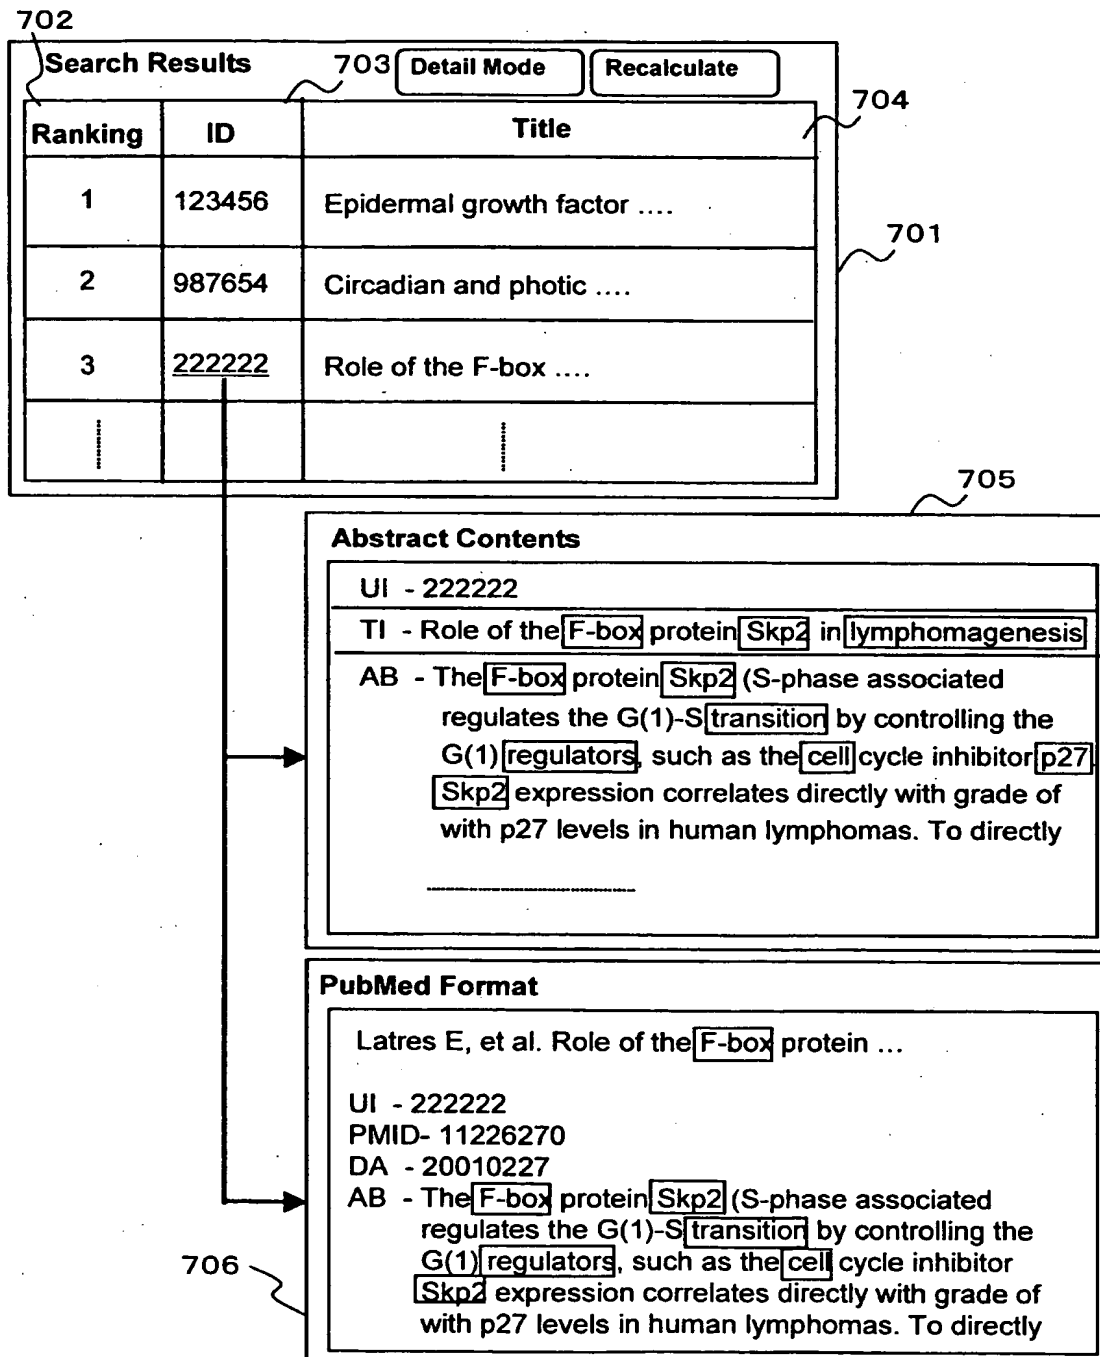 702
Search Results 703 Detail Mode Recalculate
704
Ranking ID Title
1 123456 Epidermal growth factor ....
701
2 987654 Circadian and photic ....
3 222222 Role of the F-box ....
705
Abstract Contents
UI - 222222
TI - Role of the F-box protein Skp2 in lymphomagenesis
AB - The F-box protein Skp2 (S-phase associated
regulates the G(1)-S transition by controlling the
G(1) regulators, such as the cell cycle inhibitor p27.
Skp2 expression correlates directly with grade of
with p27 levels in human lymphomas. To directly
PubMed Format
Latres E, et al. Role of the F-box protein ...
UI - 222222
PMID- 11226270
DA - 20010227
AB - The F-box protein Skp2 (S-phase associated
regulates the G(1)-S transition by controlling the
G(1) regulators, such as the cell cycle inhibitor
706
Skp2 expression correlates directly with grade of
with p27 levels in human lymphomas. To directly